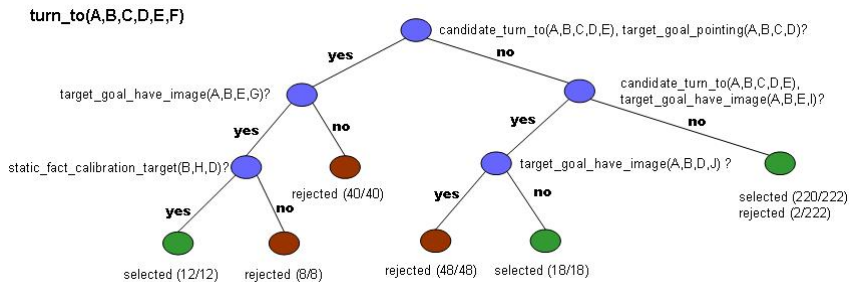 turn_to(A,B,C,D,E,F)
candidate_turn_to(A,B,C,D,E), target_goal_pointing(A,B,C,D)?
yes
no
target_goal_have_image(A,B,E,G)?
candidate_turn_to(A,B,C,D,E),
target_goal_have_image(A,B,E,I)?
yes
no
yes
no
static_fact_calibration_target(B,H,D)?
target_goal_have_image(A,B,D,J) ?
rejected (40/40)
selected (220/222)
rejected (2/222)
yes
no
yes
no
selected (12/12)
rejected (8/8)
rejected (48/48)
selected (18/18)